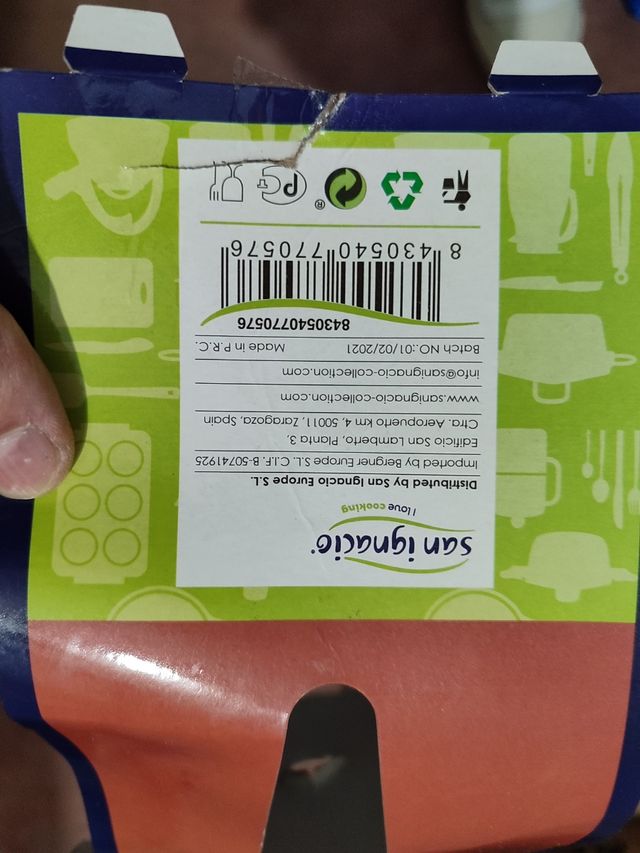 san ignacio®
I love cooking
Distributed by San Ignacio Europe S.L.
Imported by Bergner Europe S.L. C.I.F. B-50741925
Edificio San Lamberto, Planta 3.
Ctra. Aeropuerto km 4, 50011, Zaragoza, Spain
www.sanignacio-collection.com
info@sanignacio-collection.com
Batch NO.:01/02/2021 Made in P.R.C.
8430540770576
8 430540 770576
® PC